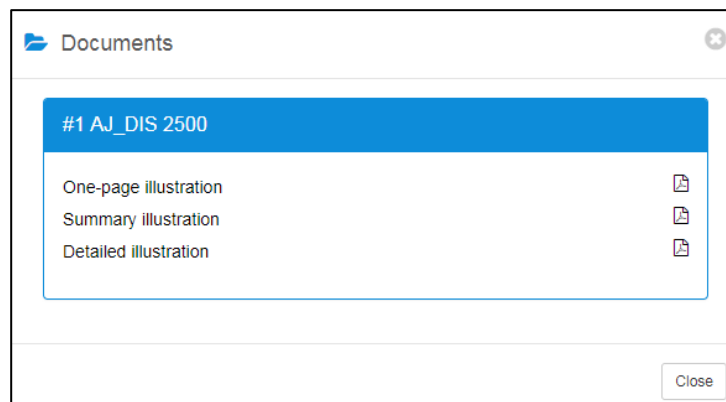 Documents
#1 AJ_DIS 2500
One-page illustration
Summary illustration
Detailed illustration
Close